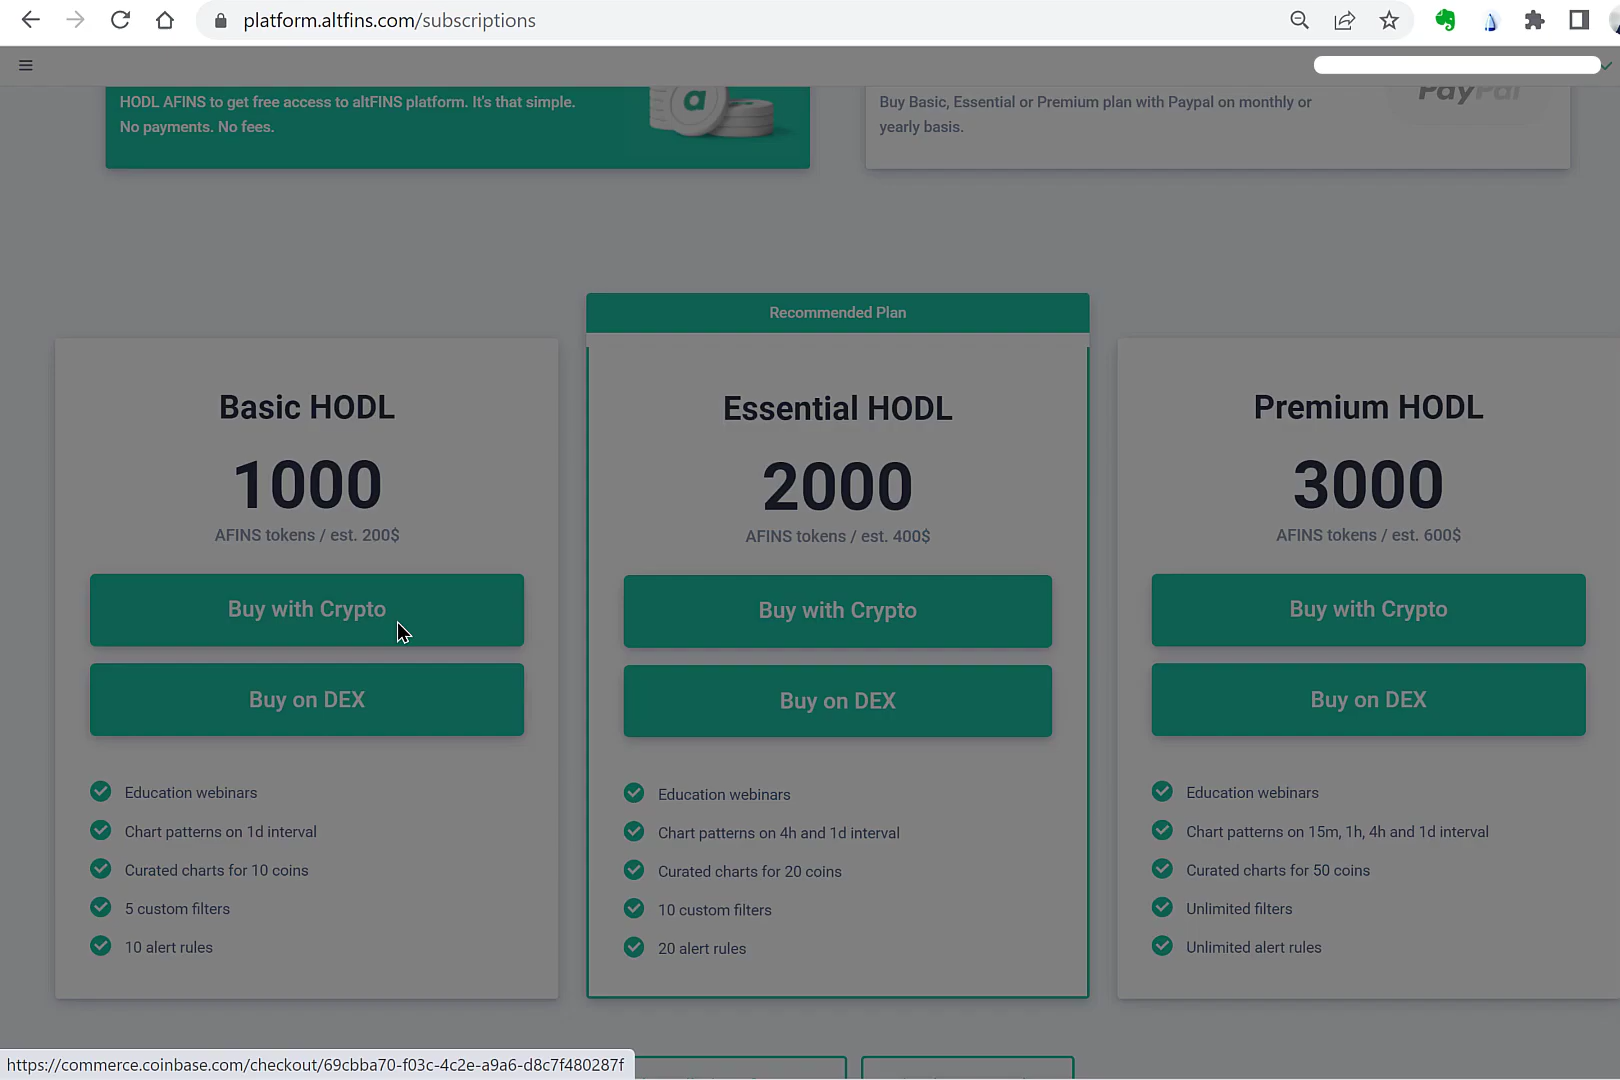 platform.altfins.com/subscriptions
HODL AFINS to get free access to altFINS platform. It's that simple.
No payments. No fees.
a
Buy Basic, Essential or Premium plan with Paypal on monthly or
yearly basis.
PayPal
Recommended Plan
Basic HODL
1000
AFINS tokens / est. 200$
Buy with Crypto
Buy on DEX
Education webinars
Chart patterns on 1d interval
Curated charts for 10 coins
5 custom filters
10 alert rules
Essential HODL
2000
AFINS tokens / est. 400$
Buy with Crypto
Buy on DEX
Education webinars
Chart patterns on 4h and 1d interval
Curated charts for 20 coins
10 custom filters
20 alert rules
Premium HODL
3000
AFINS tokens / est. 600$
Buy with Crypto
Buy on DEX
Education webinars
Chart patterns on 15m, 1h, 4h and 1d interval
Curated charts for 50 coins
Unlimited filters
Unlimited alert rules
https://commerce.coinbase.com/checkout/69cbba70-f03c-4c2e-a9a6-d8c7f480287f